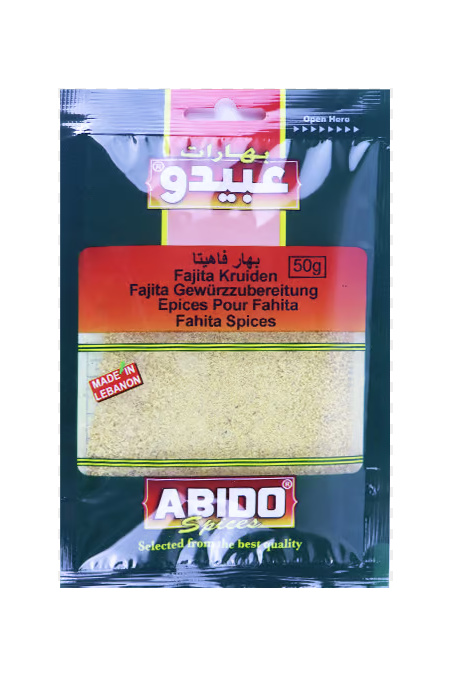 Open Here
بهارات
عبيدو®
بهار فاهيتا
50g
Fajita Kruiden
Fajita Gewürzzubereitung
Epices Pour Fahita
Fahita Spices
MADE IN
LEBANON
ABIDO®
Spices
Selected from the best quality